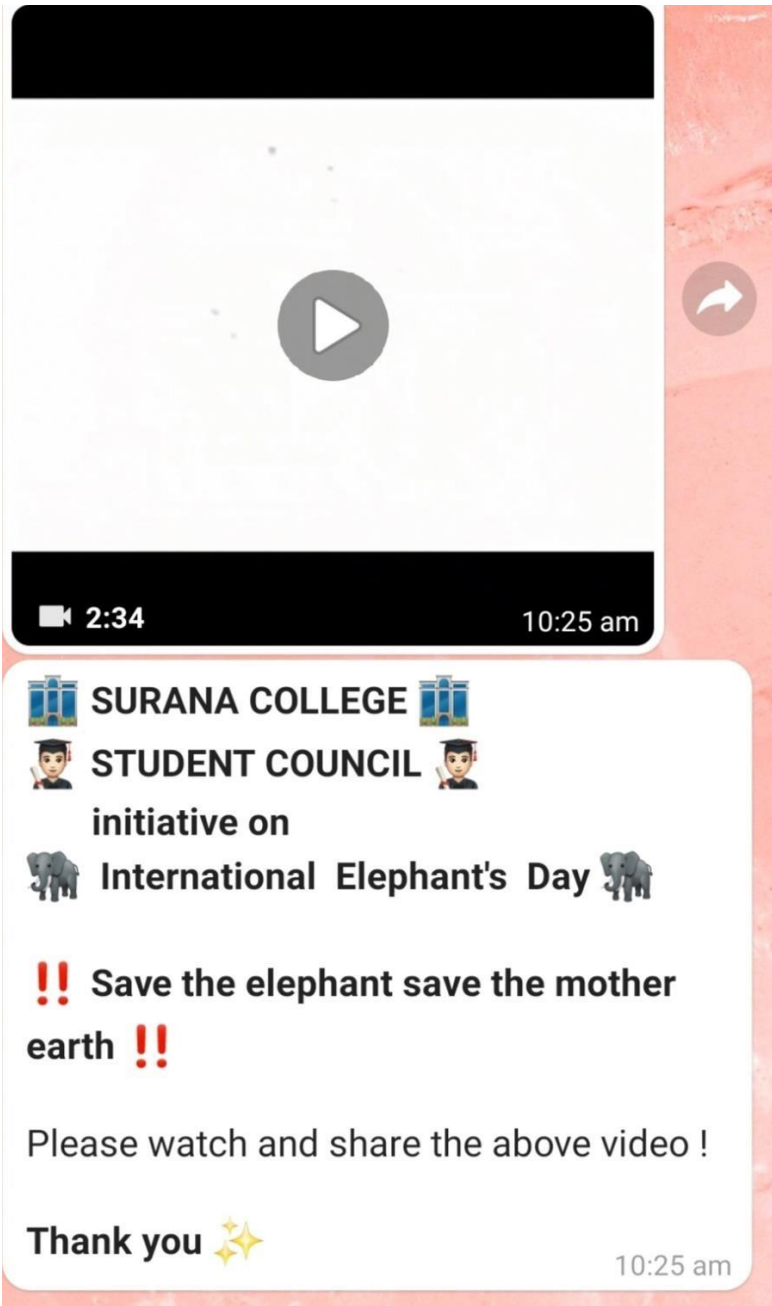 2:34
10:25 am
🏬 SURANA COLLEGE 🏬
👨🏻‍🎓 STUDENT COUNCIL 👨🏻‍🎓
initiative on
🐘 International Elephant's Day 🐘
‼️ Save the elephant save the mother
earth ‼️
Please watch and share the above video !
Thank you ✨
10:25 am